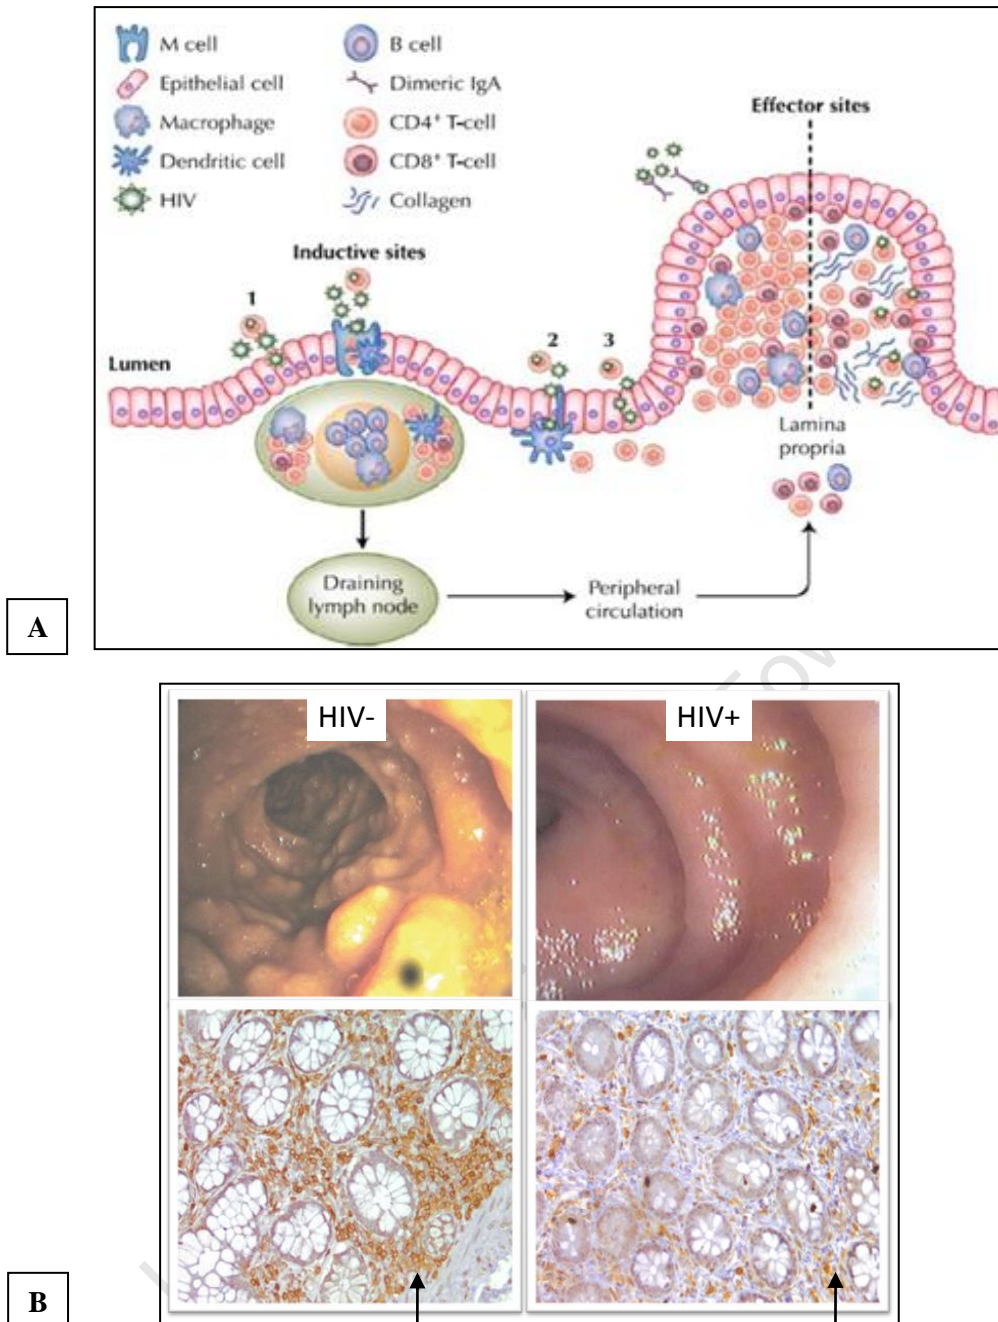 M cell
Epithelial cell
Macrophage
Dendritic cell
HIV
B cell
Dimeric IgA
CD4⁺ T-cell
CD8⁺ T-cell
Collagen
Effector sites
Inductive sites
1
Lumen
2
3
Lamina
propria
Draining
lymph node
Peripheral
circulation
A
HIV-
HIV+
B